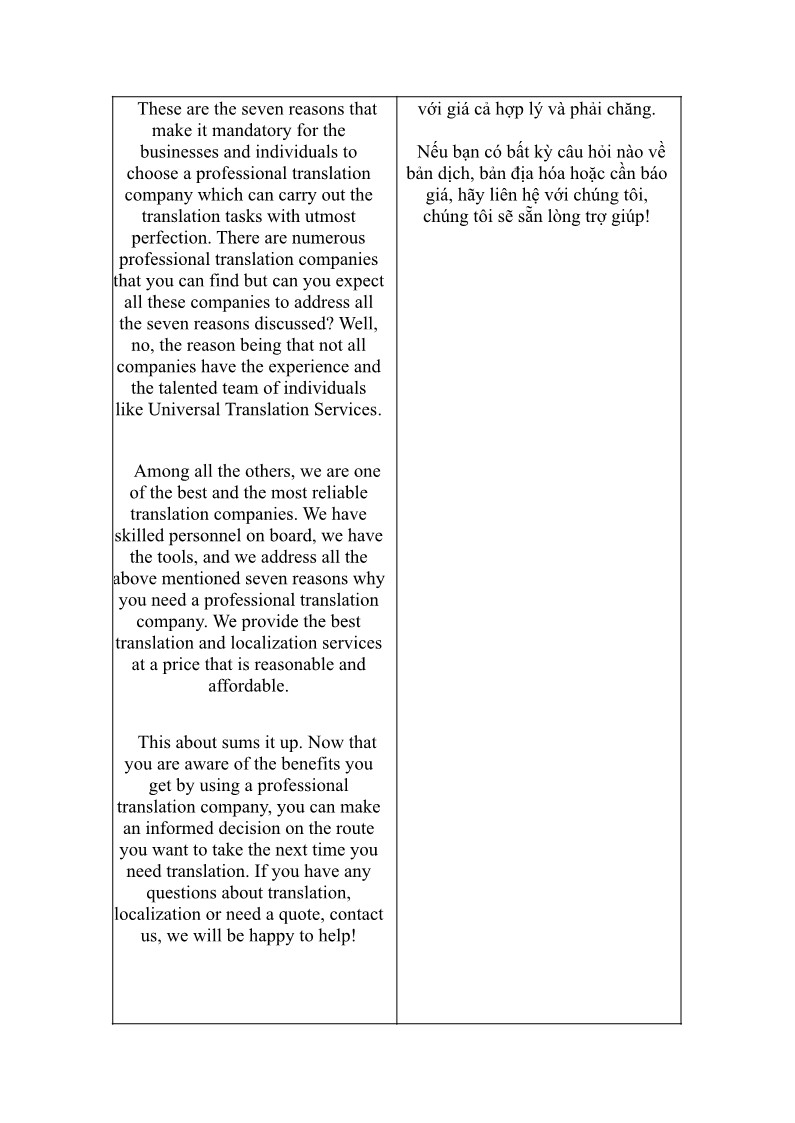 These are the seven reasons that
make it mandatory for the
businesses and individuals to
choose a professional translation
company which can carry out the
translation tasks with utmost
perfection. There are numerous
professional translation companies
that you can find but can you expect
all these companies to address all
the seven reasons discussed? Well,
no, the reason being that not all
companies have the experience and
the talented team of individuals
like Universal Translation Services.
Among all the others, we are one
of the best and the most reliable
translation companies. We have
skilled personnel on board, we have
the tools, and we address all the
above mentioned seven reasons why
you need a professional translation
company. We provide the best
translation and localization services
at a price that is reasonable and
affordable.
This about sums it up. Now that
you are aware of the benefits you
get by using a professional
translation company, you can make
an informed decision on the route
you want to take the next time you
need translation. If you have any
questions about translation,
localization or need a quote, contact
us, we will be happy to help!
với giá cả hợp lý và phải chăng.
Nếu bạn có bất kỳ câu hỏi nào về
bản dịch, bản địa hóa hoặc cần báo
giá, hãy liên hệ với chúng tôi,
chúng tôi sẽ sẵn lòng trợ giúp!